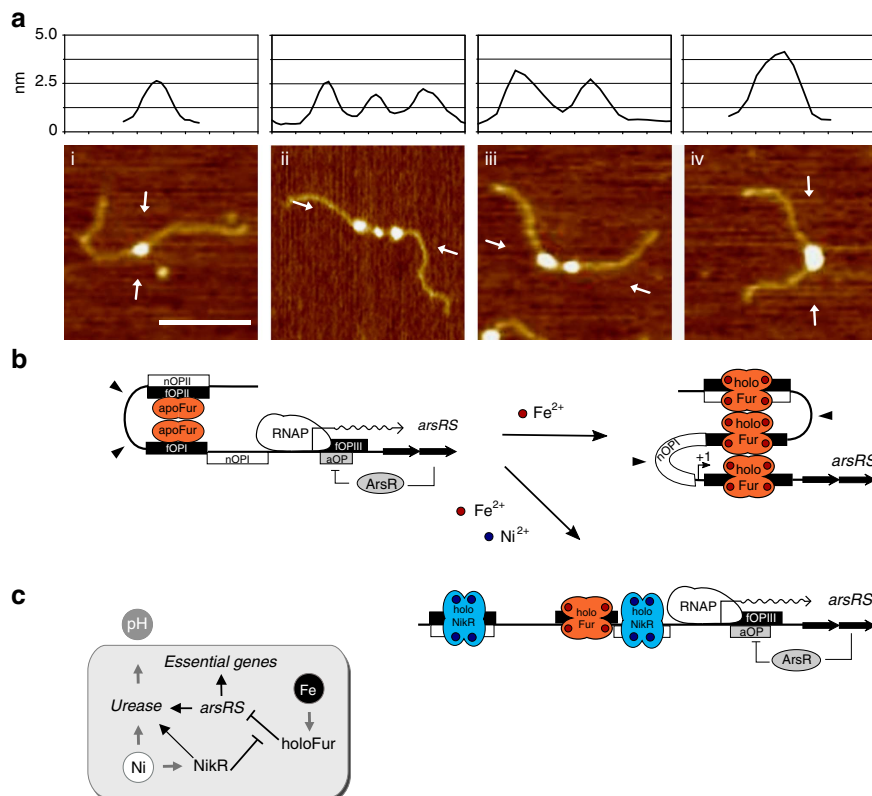 a
5.0
2.5
0
nm
i
ii
iii
iv
b
nOPII
fOPII
apoFur
apoFur
fOPI
nOPI
RNAP
fOPIII
aOP
arsRS
ArsR
Fe2+
Fe2+
Ni2+
holo
Fur
holo
Fur
holo
Fur
nOPI
+1
arsRS
holo
NikR
holo
Fur
holo
NikR
RNAP
fOPIII
aOP
arsRS
ArsR
c
pH
Essential genes
Fe
Urease
arsRS
holoFur
Ni
NikR